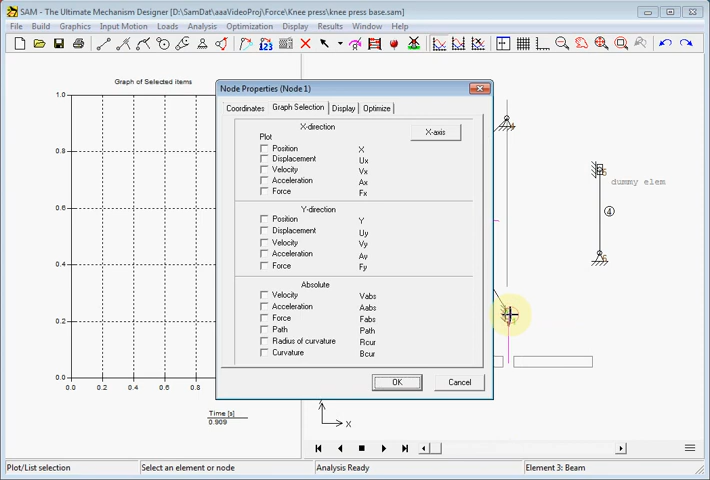 SAM - The Ultimate Mechanism Designer [D:\SamDat\aaaVideoProj\Force\Knee press\knee press base.sam]
File Build Graphics Input Motion Loads Analysis Optimization Display Results Window Help
123
Graph of Selected items
1.0
0.8
0.6
0.4
0.2
0.0
0.0 0.2 0.4 0.6 0.8
Time [s]
0.909
Node Properties (Node 1)
Coordinates Graph Selection Display Optimize
X-direction
Plot
X-axis
Position X
Displacement Ux
Velocity Vx
Acceleration Ax
Force Fx
Y-direction
Position Y
Displacement Uy
Velocity Vy
Acceleration Ay
Force Fy
Absolute
Velocity Vabs
Acceleration Aabs
Force Fabs
Path Path
Radius of curvature Rcur
Curvature Bcur
OK Cancel
dummy elem
4
X
Plot/List selection Select an element or node Analysis Ready Element 3: Beam